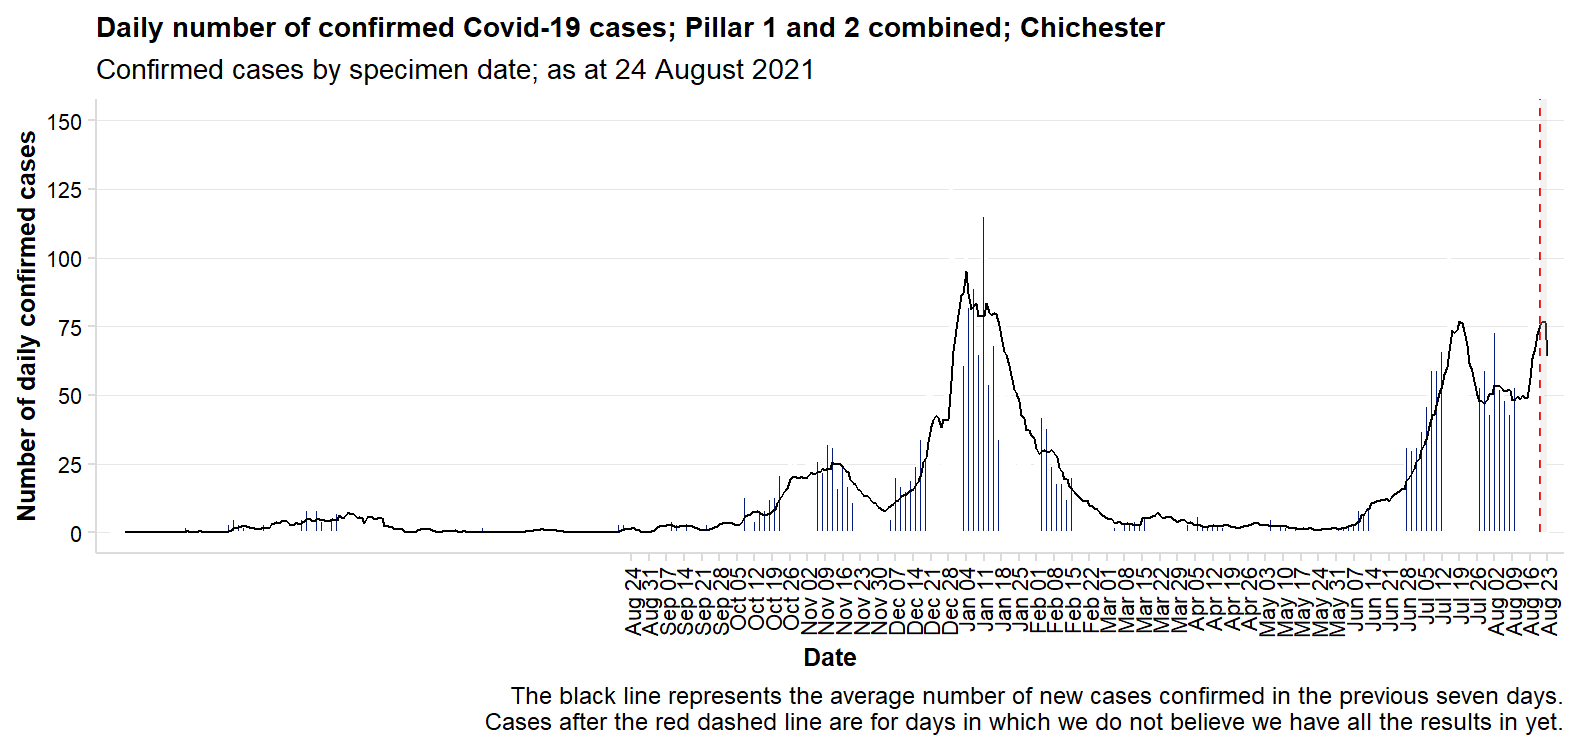 Daily number of confirmed Covid-19 cases; Pillar 1 and 2 combined; Chichester
Confirmed cases by specimen date; as at 24 August 2021
Number of daily confirmed cases
150
125
100
75
50
25
0
Aug 24
Aug 31
Sep 07
Sep 14
Sep 21
Sep 28
Oct 05
Oct 12
Oct 19
Oct 26
Nov 02
Nov 09
Nov 16
Nov 23
Nov 30
Dec 07
Dec 14
Dec 21
Dec 28
Jan 04
Jan 11
Jan 18
Jan 25
Feb 01
Feb 08
Feb 15
Feb 22
Mar 01
Mar 08
Mar 15
Mar 22
Mar 29
Apr 05
Apr 12
Apr 19
Apr 26
May 03
May 10
May 17
May 24
May 31
Jun 07
Jun 14
Jun 21
Jun 28
Jul 05
Jul 12
Jul 19
Jul 26
Aug 02
Aug 09
Aug 16
Aug 23
Date
The black line represents the average number of new cases confirmed in the previous seven days.
Cases after the red dashed line are for days in which we do not believe we have all the results in yet.